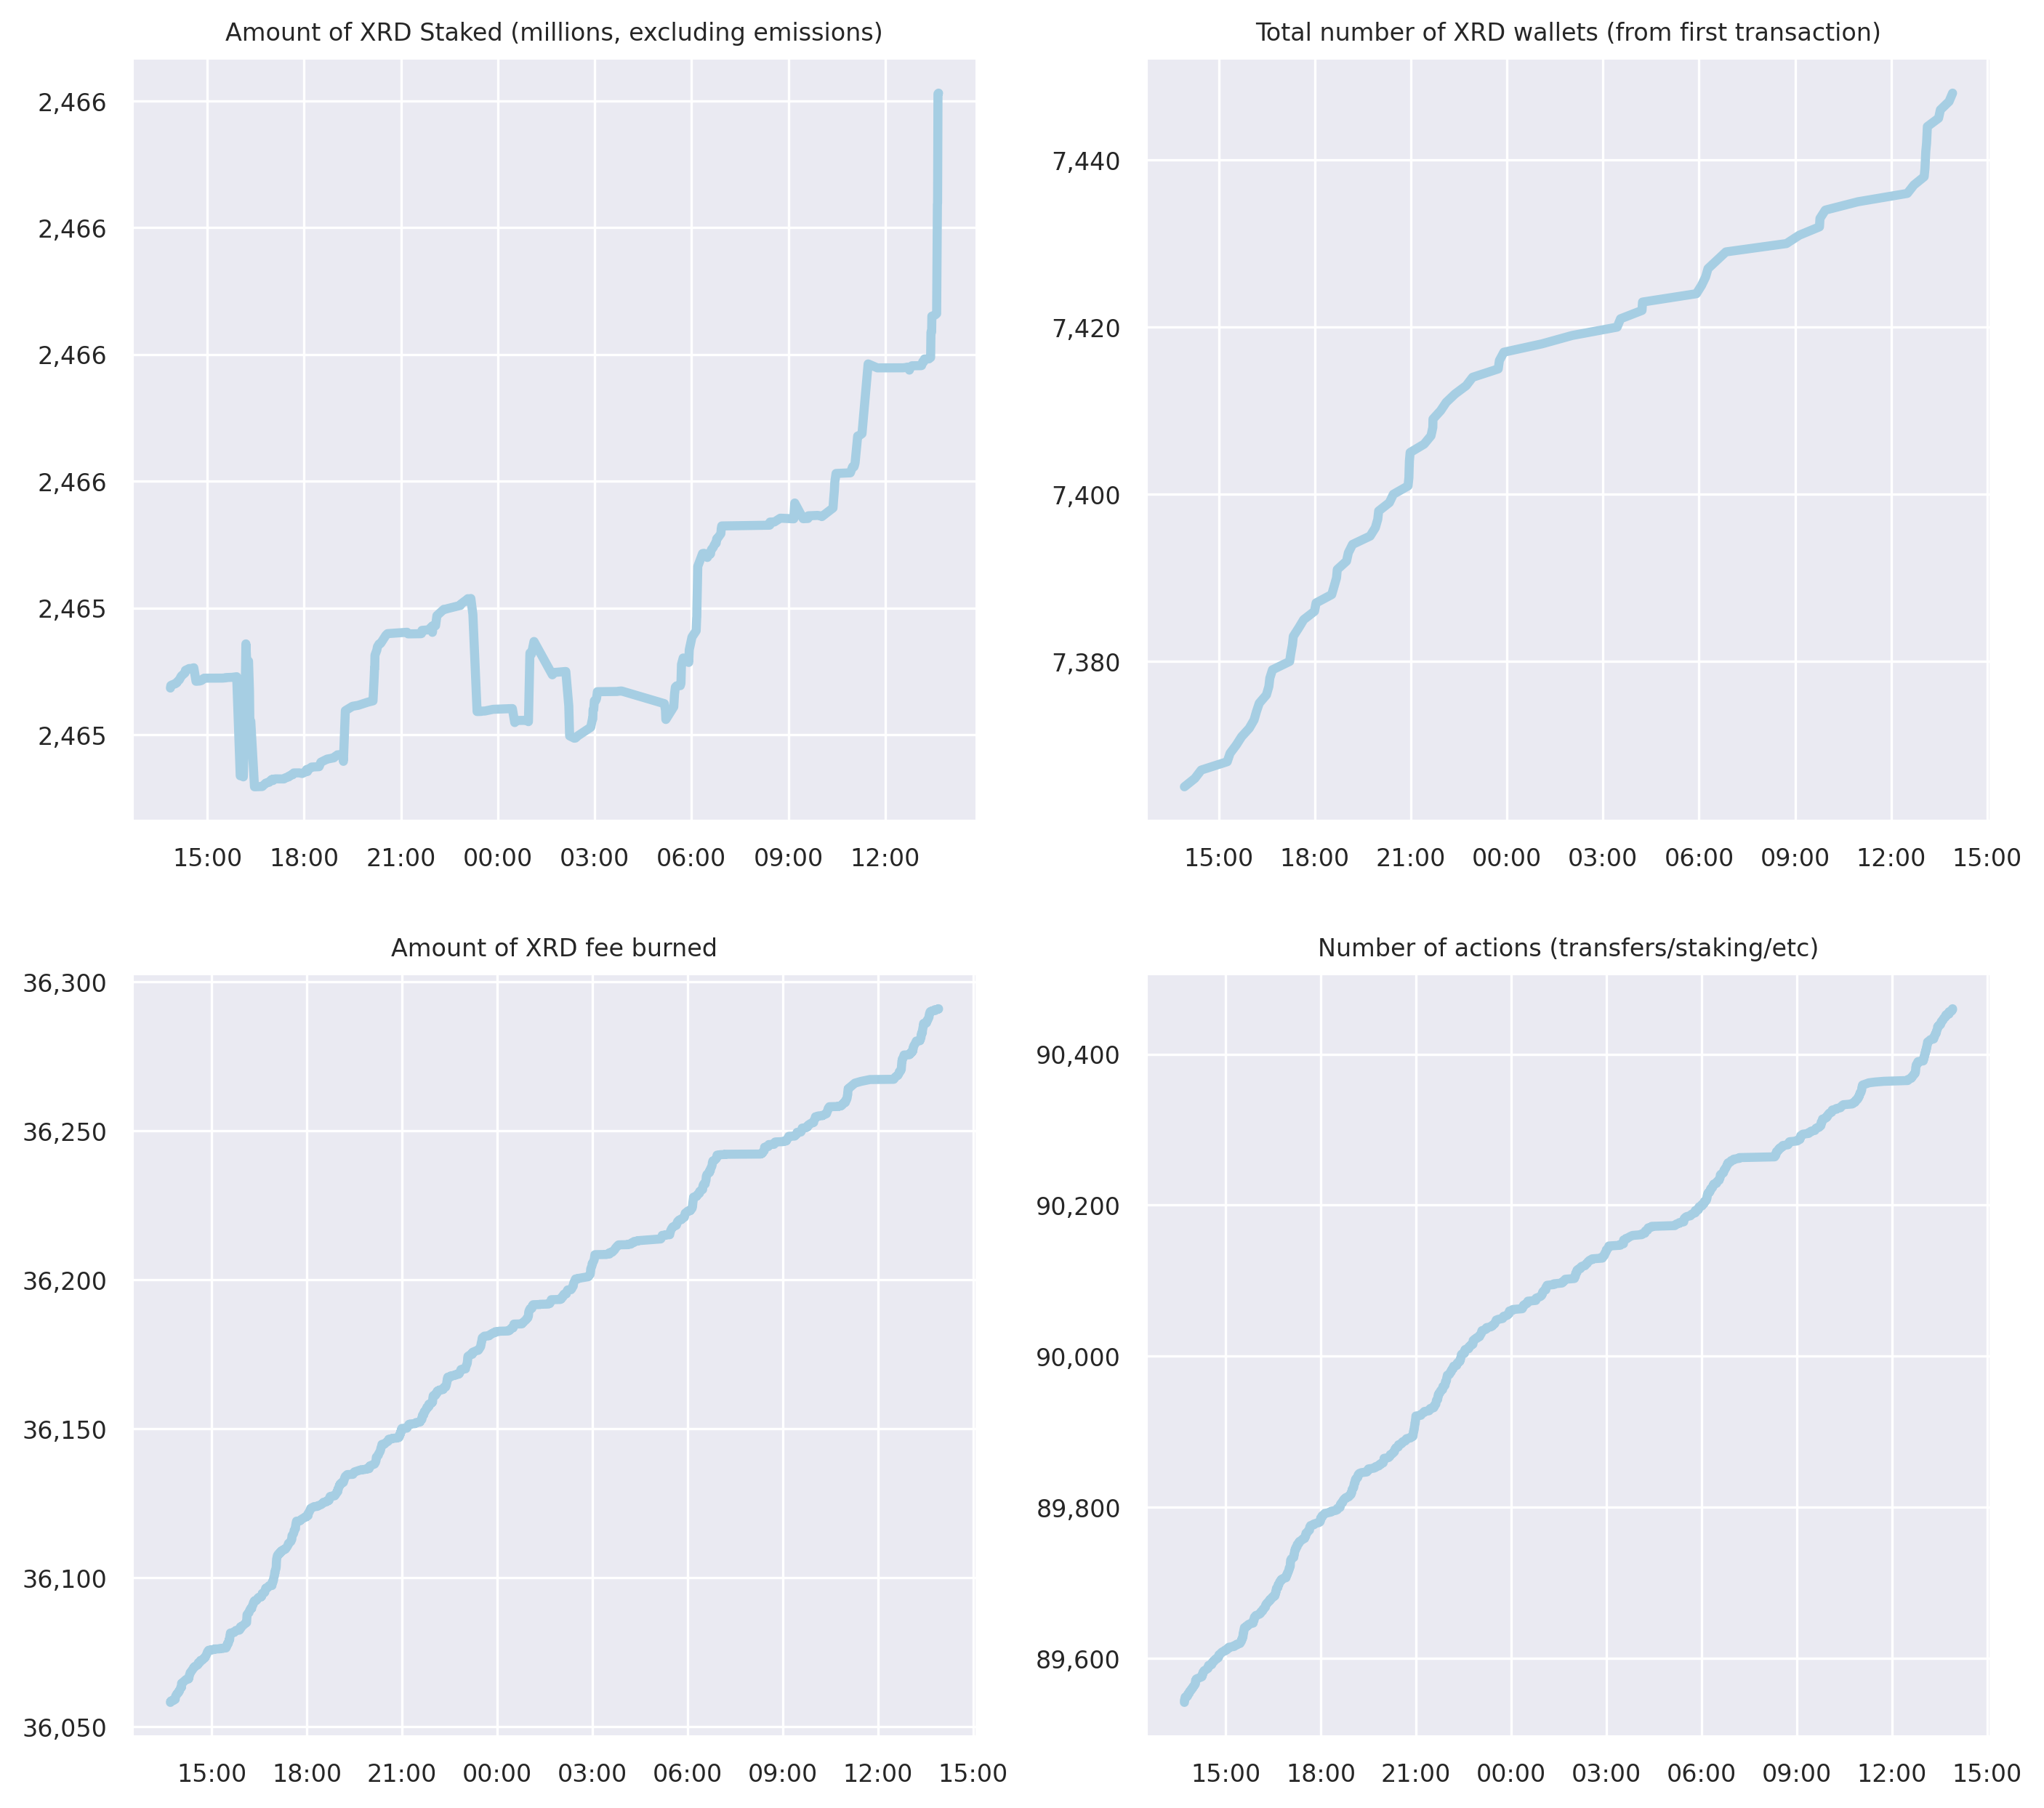 Amount of XRD Staked (millions, excluding emissions)
2,466
2,466
2,466
2,466
2,465
2,465
15:00 18:00 21:00 00:00 03:00 06:00 09:00 12:00
Total number of XRD wallets (from first transaction)
7,440
7,420
7,400
7,380
15:00 18:00 21:00 00:00 03:00 06:00 09:00 12:00 15:00
Amount of XRD fee burned
36,300
36,250
36,200
36,150
36,100
36,050
15:00 18:00 21:00 00:00 03:00 06:00 09:00 12:00 15:00
Number of actions (transfers/staking/etc)
90,400
90,200
90,000
89,800
89,600
15:00 18:00 21:00 00:00 03:00 06:00 09:00 12:00 15:00